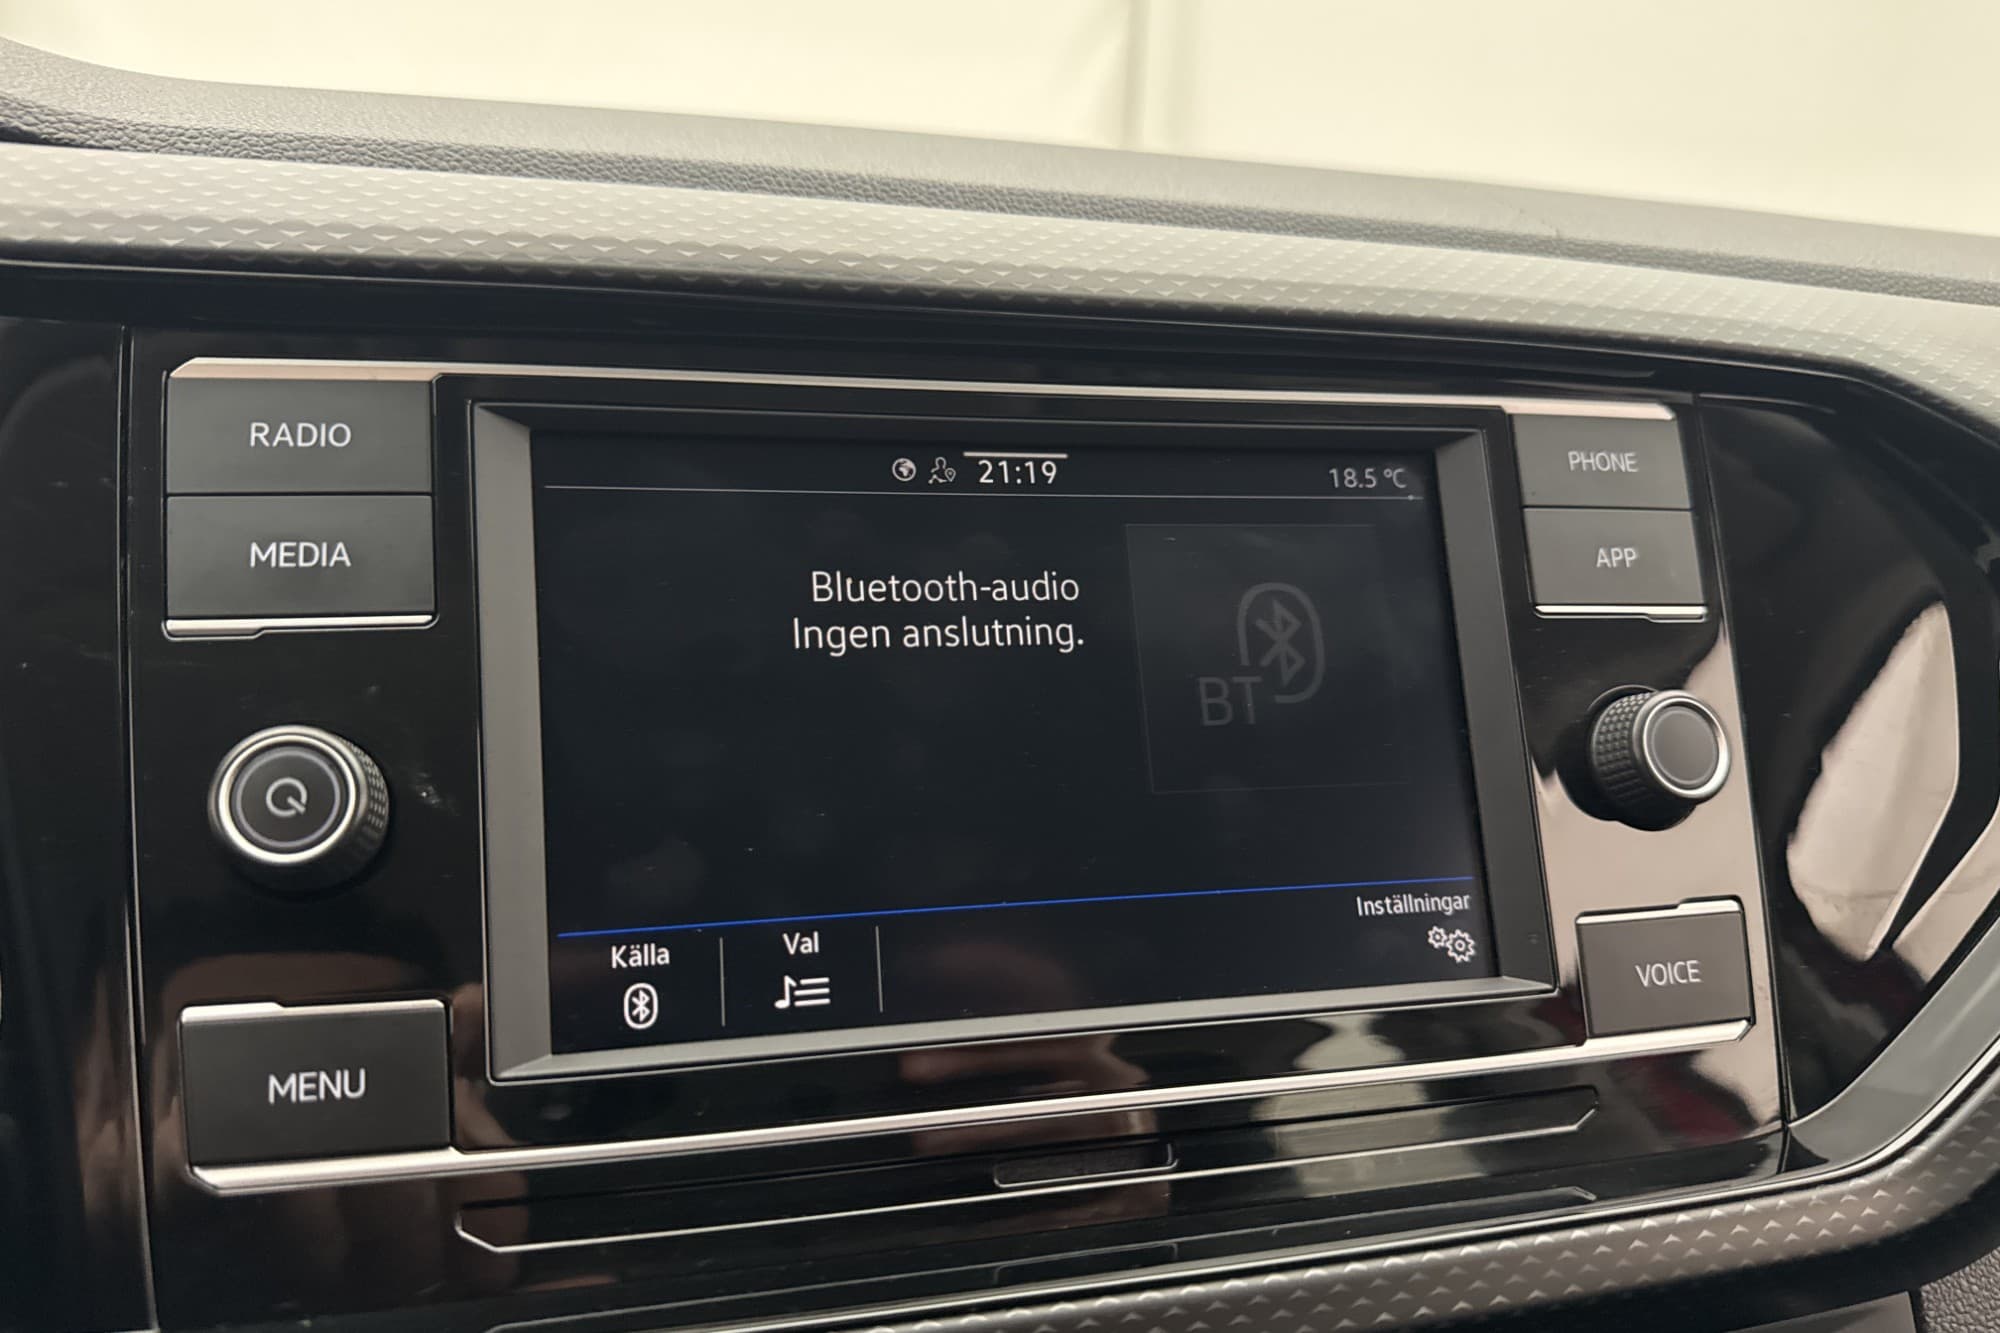 RADIO
MEDIA
MENU
21:19
18.5 °C
Bluetooth-audio
Ingen anslutning.
BT
Källa
Val
Inställningar
PHONE
APP
VOICE